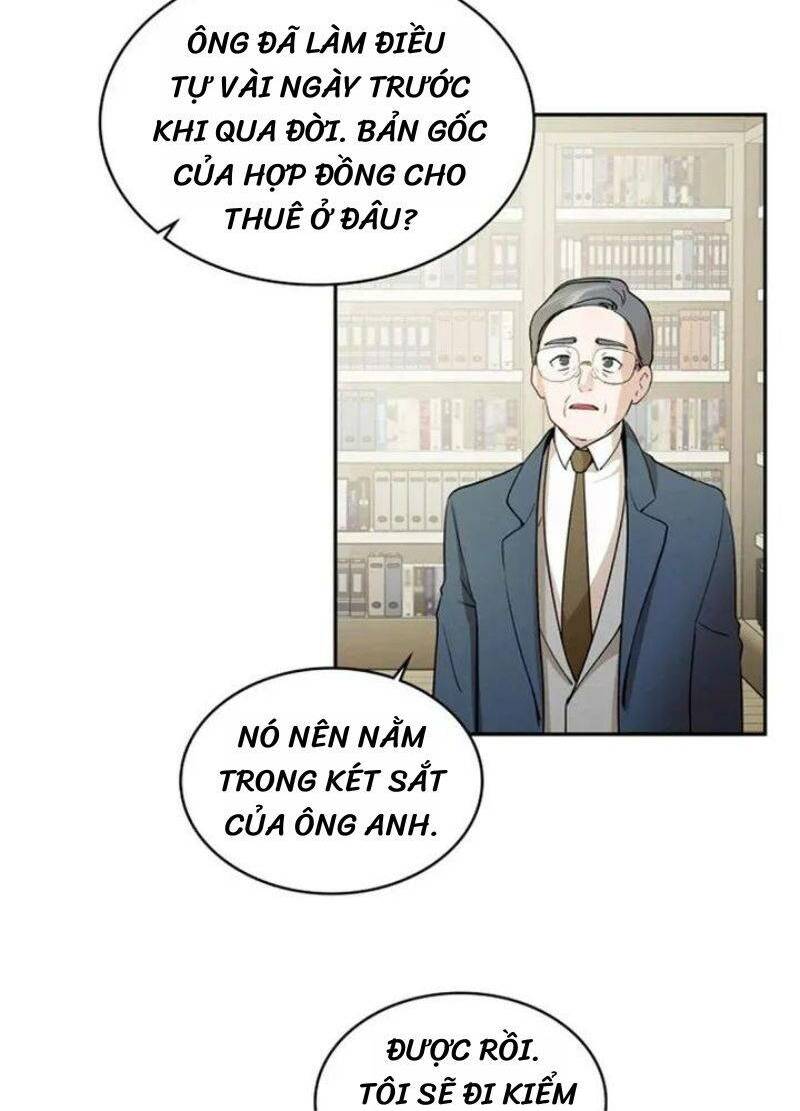 ÔNG ĐÃ LÀM ĐIỀU
TỰ VÀI NGÀY TRƯỚC
KHI QUA ĐỜI. BẢN GỐC
CỦA HỢP ĐỒNG CHO
THUÊ Ở ĐÂU?
NÓ NÊN NẰM
TRONG KÉT SẮT
CỦA ÔNG ANH.
ĐƯỢC RỒI.
TÔI SẼ ĐI KIỂM